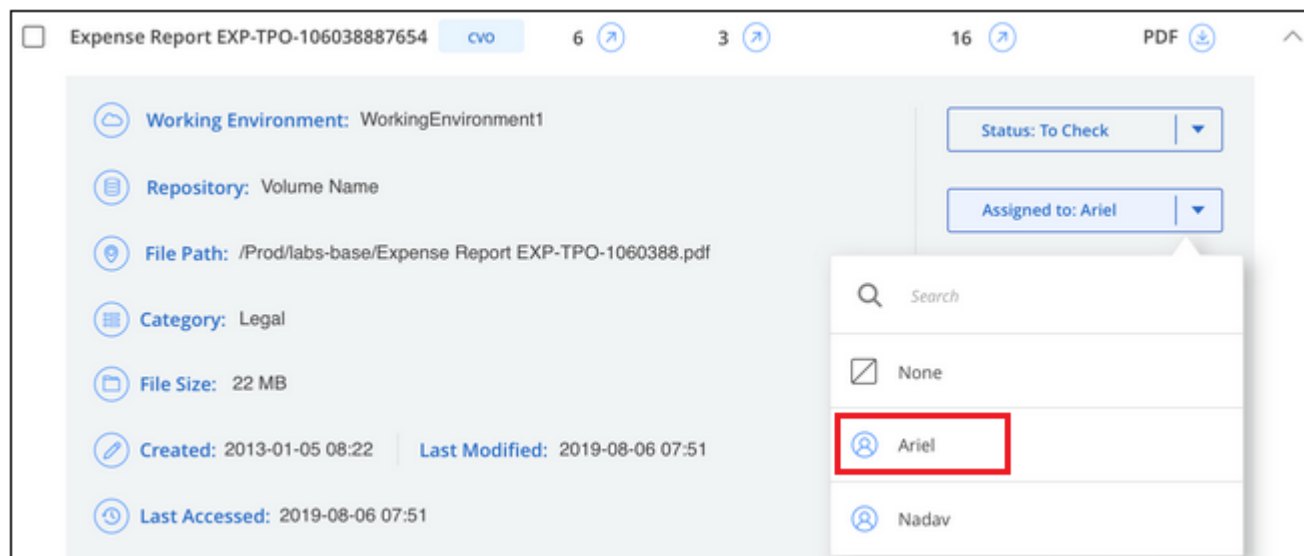 Expense Report EXP-TPO-106038887654 CVO 6 3 16 PDF
Working Environment: WorkingEnvironment1
Status: To Check
Repository: Volume Name
Assigned to: Ariel
File Path: /Prod/labs-base/Expense Report EXP-TPO-1060388.pdf
Search
Category: Legal
None
File Size: 22 MB
Ariel
Created: 2013-01-05 08:22 Last Modified: 2019-08-06 07:51
Last Accessed: 2019-08-06 07:51
Nadav